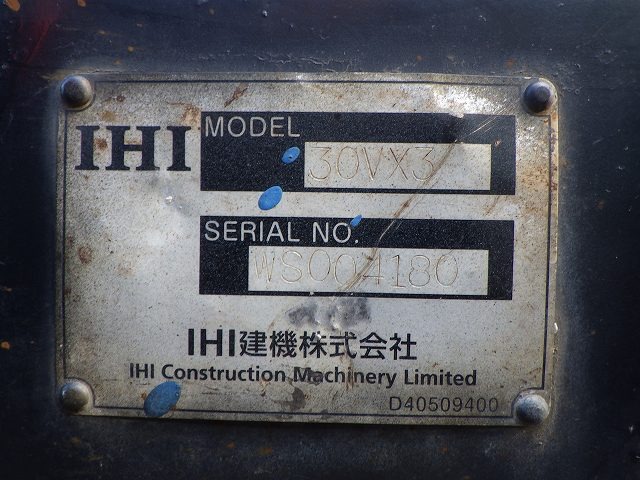 IHI
MODEL
30VX3
SERIAL NO.
WS004180
IHI建機株式会社
IHI Construction Machinery Limited
D40509400